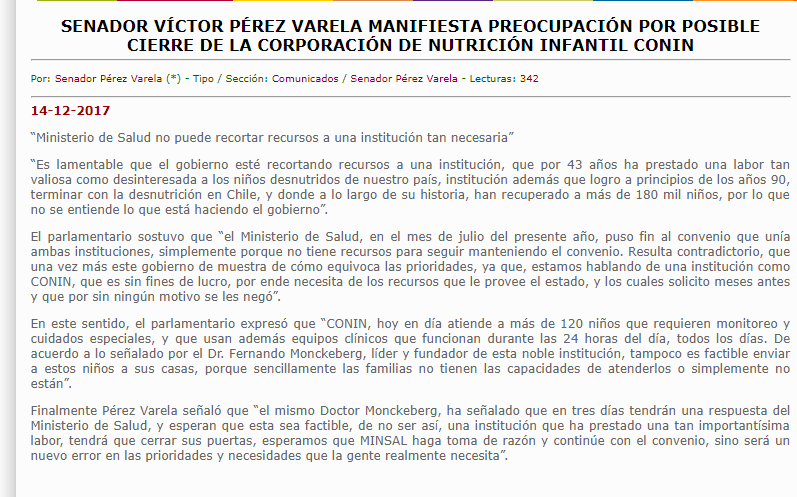 SENADOR VÍCTOR PÉREZ VARELA MANIFIESTA PREOCUPACIÓN POR POSIBLE
CIERRE DE LA CORPORACIÓN DE NUTRICIÓN INFANTIL CONIN
Por: Senador Pérez Varela (*) - Tipo / Sección: Comunicados / Senador Pérez Varela - Lecturas: 342
14-12-2017
“Ministerio de Salud no puede recortar recursos a una institución tan necesaria”
“Es lamentable que el gobierno esté recortando recursos a una institución, que por 43 años ha prestado una labor tan
valiosa como desinteresada a los niños desnutridos de nuestro país, institución además que logro a principios de los años 90,
terminar con la desnutrición en Chile, y donde a lo largo de su historia, han recuperado a más de 180 mil niños, por lo que
no se entiende lo que está haciendo el gobierno”.
El parlamentario sostuvo que “el Ministerio de Salud, en el mes de julio del presente año, puso fin al convenio que unía
ambas instituciones, simplemente porque no tiene recursos para seguir manteniendo el convenio. Resulta contradictorio, que
una vez más este gobierno de muestra de cómo equivoca las prioridades, ya que, estamos hablando de una institución como
CONIN, que es sin fines de lucro, por ende necesita de los recursos que le provee el estado, y los cuales solicito meses antes
y que por sin ningún motivo se les negó”.
En este sentido, el parlamentario expresó que “CONIN, hoy en día atiende a más de 120 niños que requieren monitoreo y
cuidados especiales, y que usan además equipos clínicos que funcionan durante las 24 horas del día, todos los días. De
acuerdo a lo señalado por el Dr. Fernando Monckeberg, líder y fundador de esta noble institución, tampoco es factible enviar
a estos niños a sus casas, porque sencillamente las familias no tienen las capacidades de atenderlos o simplemente no
están”.
Finalmente Pérez Varela señaló que “el mismo Doctor Monckeberg, ha señalado que en tres días tendrán una respuesta del
Ministerio de Salud, y esperan que esta sea factible, de no ser así, una institución que ha prestado una tan importantísima
labor, tendrá que cerrar sus puertas, esperamos que MINSAL haga toma de razón y continúe con el convenio, sino será un
nuevo error en las prioridades y necesidades que la gente realmente necesita”.